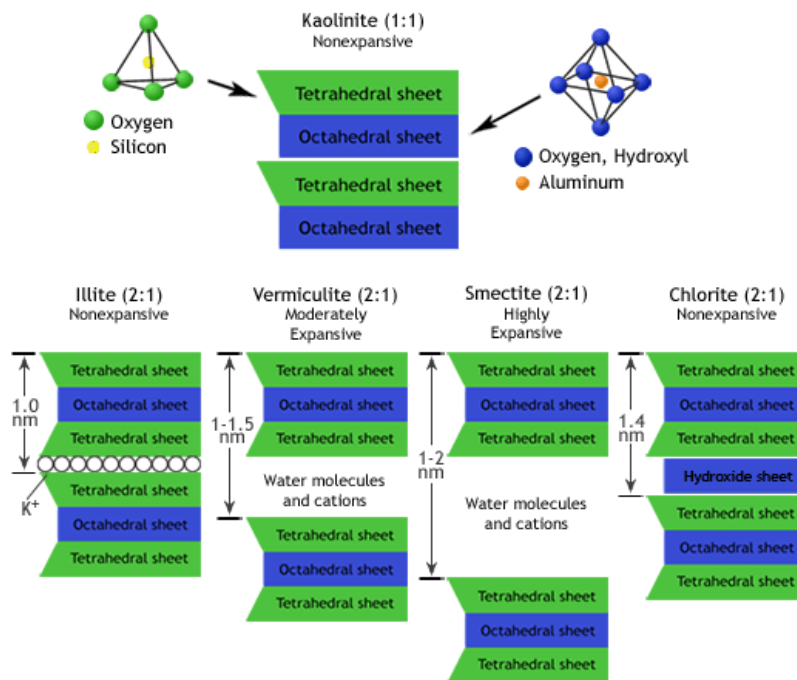 Kaolinite (1:1)
Nonexpansive
Oxygen
Silicon
Tetrahedral sheet
Octahedral sheet
Tetrahedral sheet
Octahedral sheet
Oxygen, Hydroxyl
Aluminum
Illite (2:1)
Nonexpansive
1.0
nm
Tetrahedral sheet
Octahedral sheet
Tetrahedral sheet
K+
Tetrahedral sheet
Octahedral sheet
Tetrahedral sheet
Vermiculite (2:1)
Moderately
Expansive
1-1.5
nm
Tetrahedral sheet
Octahedral sheet
Tetrahedral sheet
Water molecules
and cations
Tetrahedral sheet
Octahedral sheet
Tetrahedral sheet
Smectite (2:1)
Highly
Expansive
1-2
nm
Tetrahedral sheet
Octahedral sheet
Tetrahedral sheet
Water molecules
and cations
Tetrahedral sheet
Octahedral sheet
Tetrahedral sheet
Chlorite (2:1)
Nonexpansive
1.4
nm
Tetrahedral sheet
Octahedral sheet
Tetrahedral sheet
Hydroxide sheet
Tetrahedral sheet
Octahedral sheet
Tetrahedral sheet